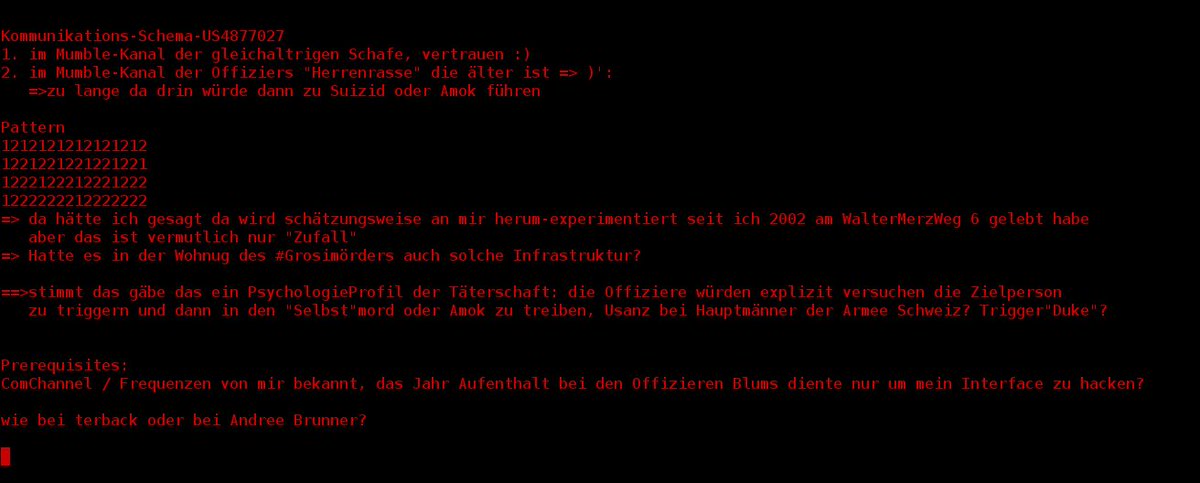 Kommunikations-Schema-US4877027
1. im Mumble-Kanal der gleichaltrigen Schafe, vertrauen :)
2. im Mumble-Kanal der Offiziers "Herrenrasse" die älter ist => )':
=>zu lange da drin würde dann zu Suizid oder Amok führen
Pattern
1212121212121212
1221221221221221
1222122212221222
1222222212222222
=> da hätte ich gesagt da wird schätzungsweise an mir herum-experimentiert seit ich 2002 am WalterMerzWeg 6 gelebt habe
aber das ist vermutlich nur "Zufall"
=> Hatte es in der Wohnug des #Grosimörders auch solche Infrastruktur?
==>stimmt das gäbe das ein PsychologieProfil der Täterschaft: die Offiziere würden explizit versuchen die Zielperson
zu triggern und dann in den "Selbst"mord oder Amok zu treiben, Usanz bei Hauptmänner der Armee Schweiz? Trigger"Duke"?
Prerequisites:
ComChannel / Frequenzen von mir bekannt, das Jahr Aufenthalt bei den Offizieren Blums diente nur um mein Interface zu hacken?
wie bei terback oder bei Andree Brunner?